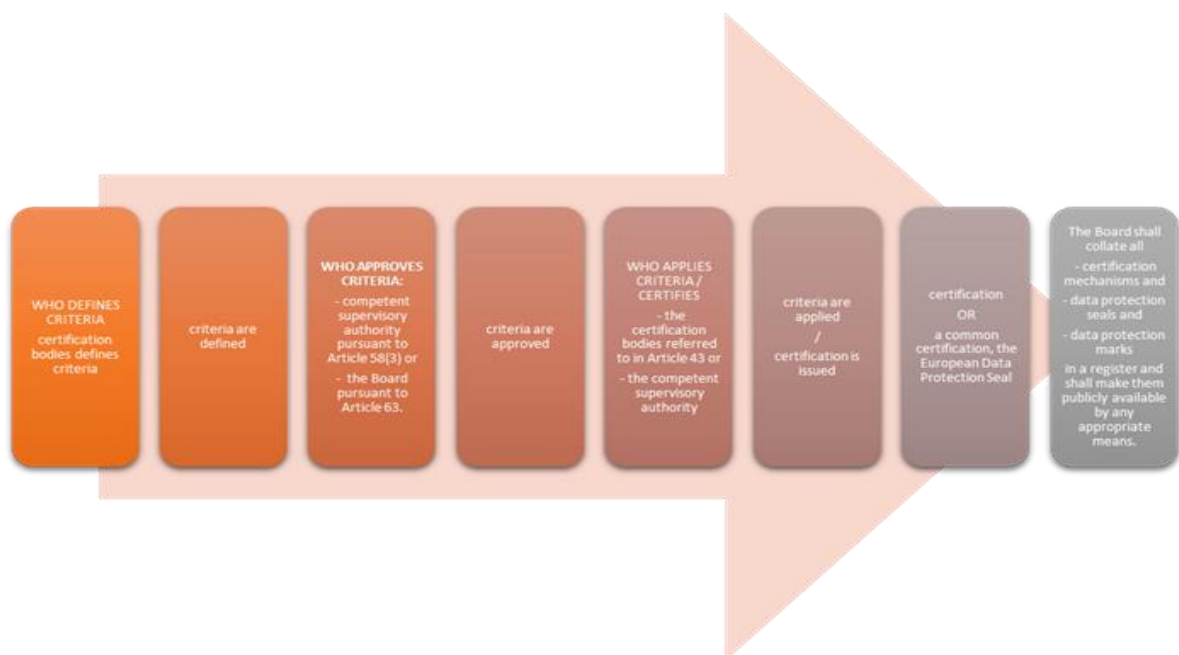 WHO DEFINES
CRITERIA
certification
bodies defines
criteria
criteria are
defined
WHO APPROVES
CRITERIA:
- competent
supervisory
authority
pursuant to
Article 58(3) or
- the Board
pursuant to
Article 63.
criteria are
approved
WHO APPLIES
CRITERIA /
CERTIFIES
- the
certification
bodies referred
to in Article 43 or
- the competent
supervisory
authority
criteria are
applied
/
certification is
issued
certification
OR
a common
certification, the
European Data
Protection Seal
The Board shall
collate all
- certification
mechanisms and
- data protection
seals and
- data protection
marks
in a register and
shall make them
publicly available
by any
appropriate
means.